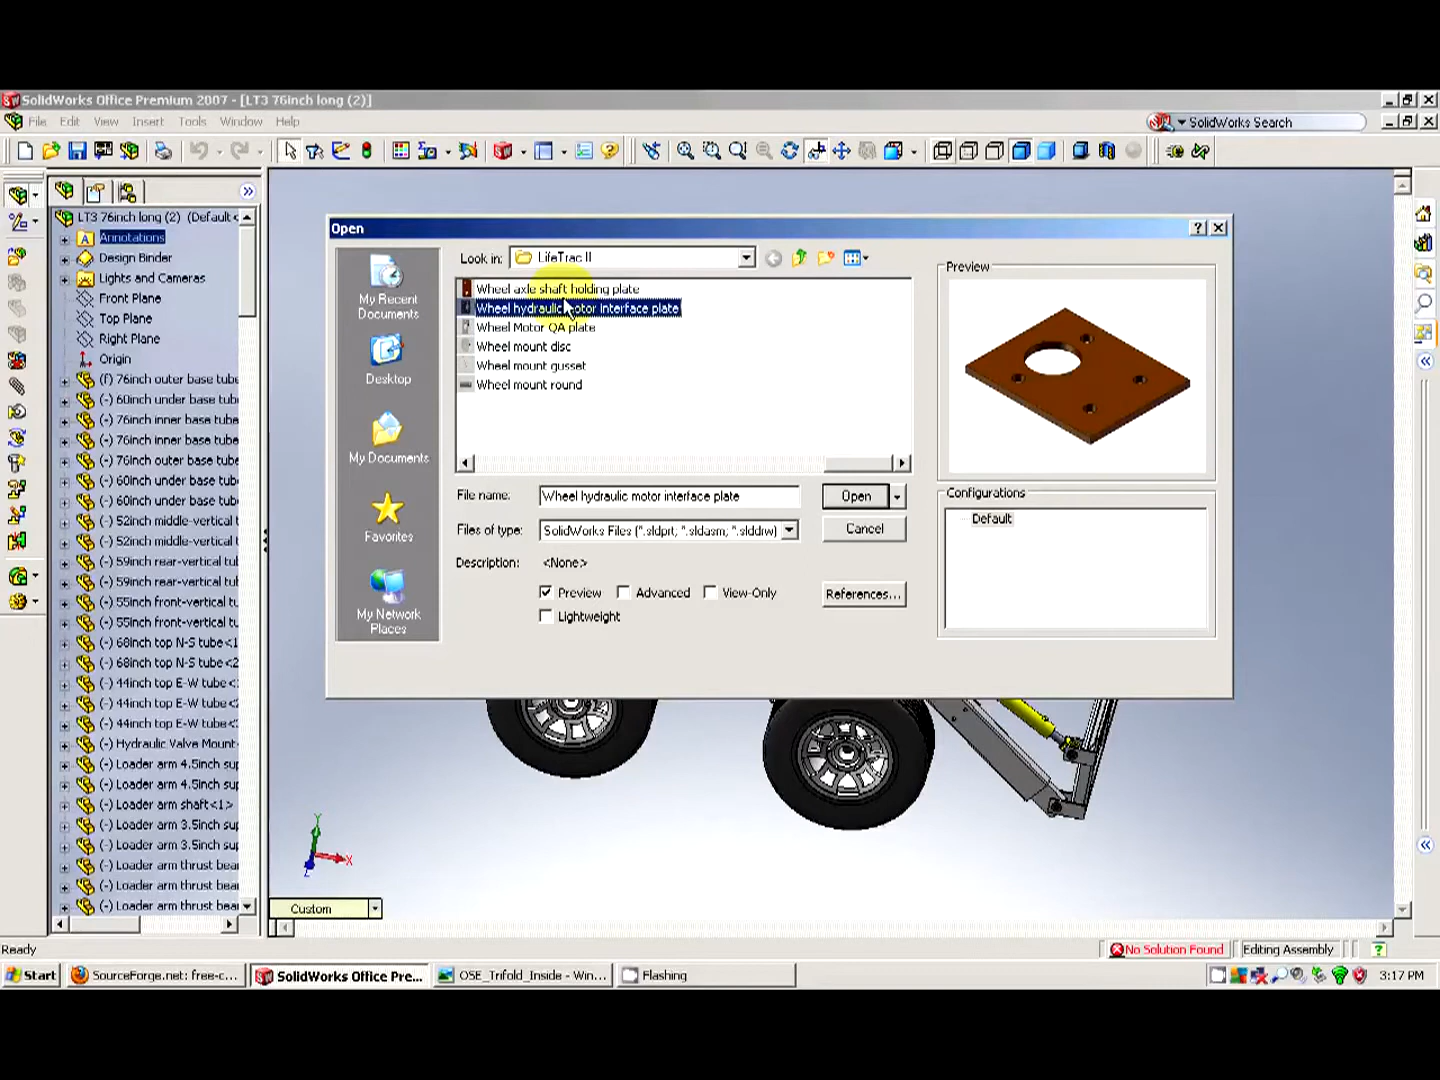 SolidWorks Office Premium 2007 - [LT3 76inch long (2)]
File Edit View Insert Tools Window Help
SolidWorks Search
LT3 76inch long (2) (Default<
Annotations
Design Binder
Lights and Cameras
Front Plane
Top Plane
Right Plane
Origin
(f) 76inch outer base tube
(-) 60inch under base tube
(-) 76inch inner base tube
(-) 76inch inner base tube
(-) 76inch outer base tube
(-) 60inch under base tube
(-) 60inch under base tube
(-) 52inch middle-vertical t
(-) 52inch middle-vertical t
(-) 59inch rear-vertical tu
(-) 59inch rear-vertical tu
(-) 55inch front-vertical tu
(-) 55inch front-vertical tu
(-) 68inch top N-S tube<1
(-) 68inch top N-S tube<2
(-) 44inch top E-W tube<
(-) 44inch top E-W tube<
(-) 44inch top E-W tube<
(-) Hydraulic Valve Mount
(-) Loader arm 4.5inch sup
(-) Loader arm 4.5inch sup
(-) Loader arm shaft<1>
(-) Loader arm 3.5inch sup
(-) Loader arm 3.5inch sup
(-) Loader arm thrust bear
(-) Loader arm thrust bear
(-) Loader arm thrust bear
Open
Look in: LifeTrac II
My Recent Documents
Desktop
My Documents
Favorites
My Network Places
Wheel axle shaft holding plate
Wheel hydraulic motor interface plate
Wheel Motor QA plate
Wheel mount disc
Wheel mount gusset
Wheel mount round
File name: Wheel hydraulic motor interface plate Open
Files of type: SolidWorks Files (*.sldprt; *.sldasm; *.slddrw) Cancel
Description: <None>
Preview Advanced View-Only References...
Lightweight
Preview
Configurations
Default
Custom
Y
X
Z
Ready
No Solution Found Editing Assembly
Start SourceForge.net: free-c... SolidWorks Office Pre... OSE_Trifold_Inside - Win... Flashing 3:17 PM